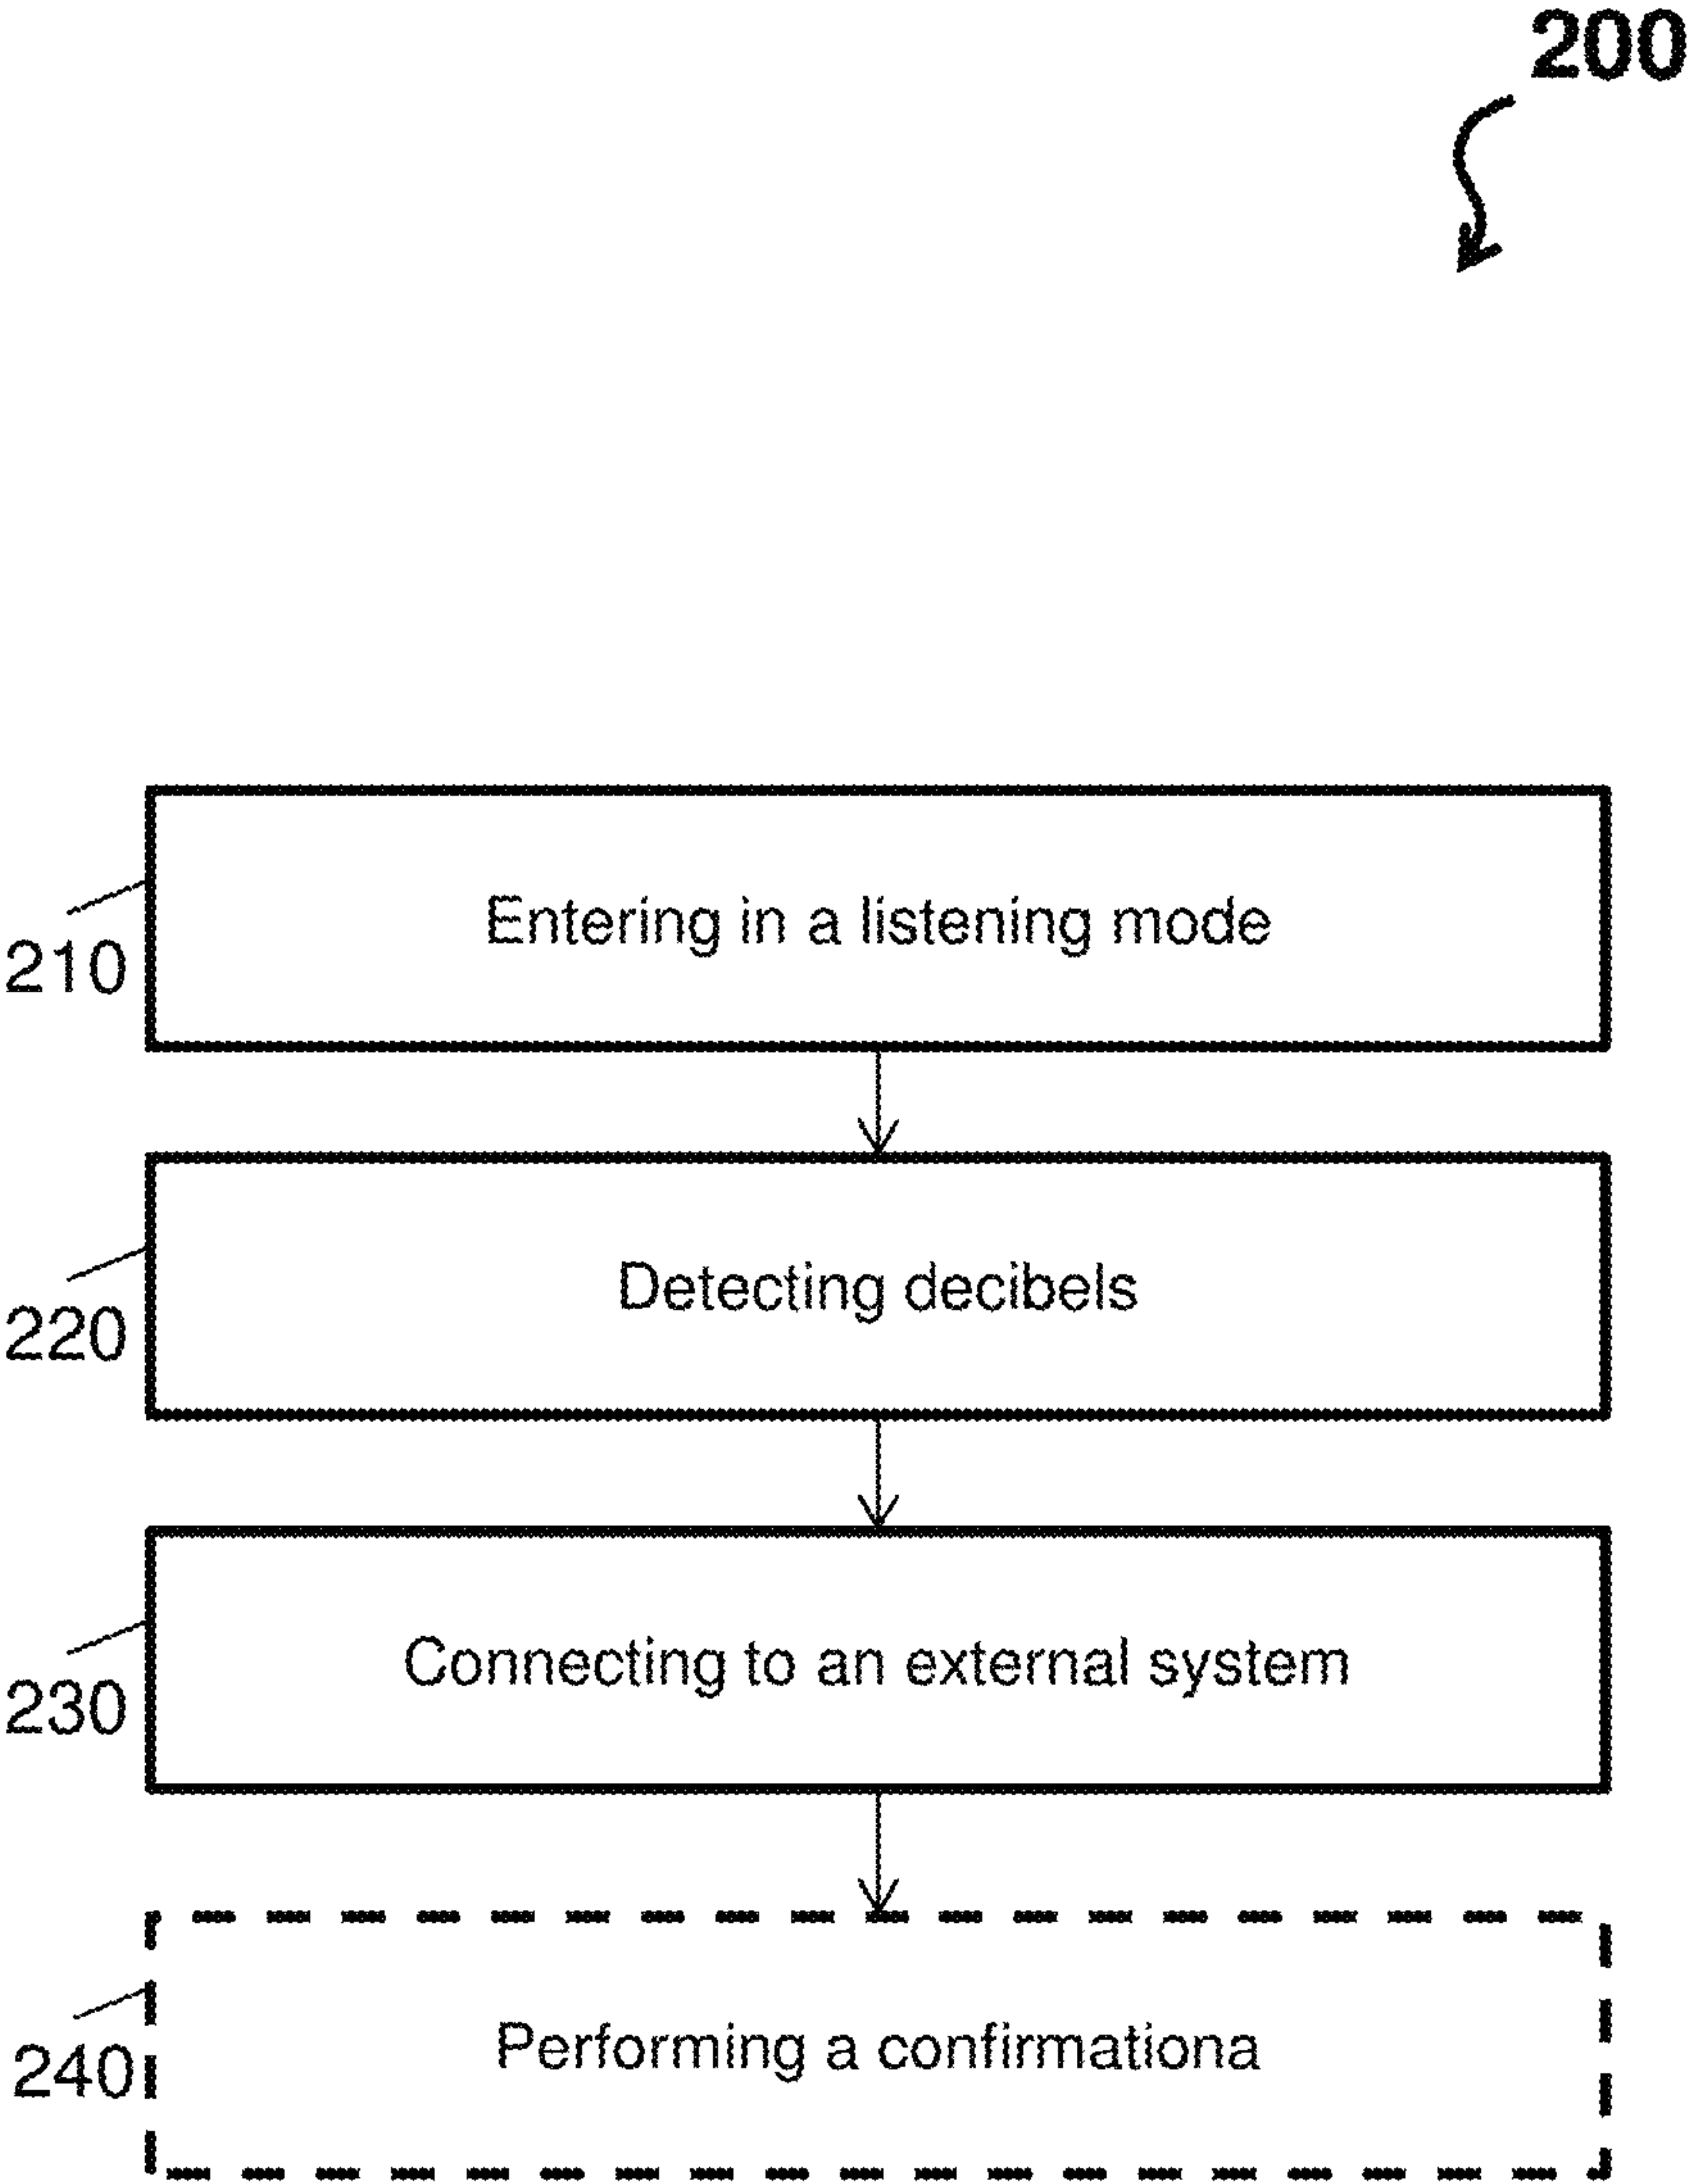 200
Entering in a listening mode
210
Detecting decibels
220
Connecting to an external system
230
Performing a confirmationa
240